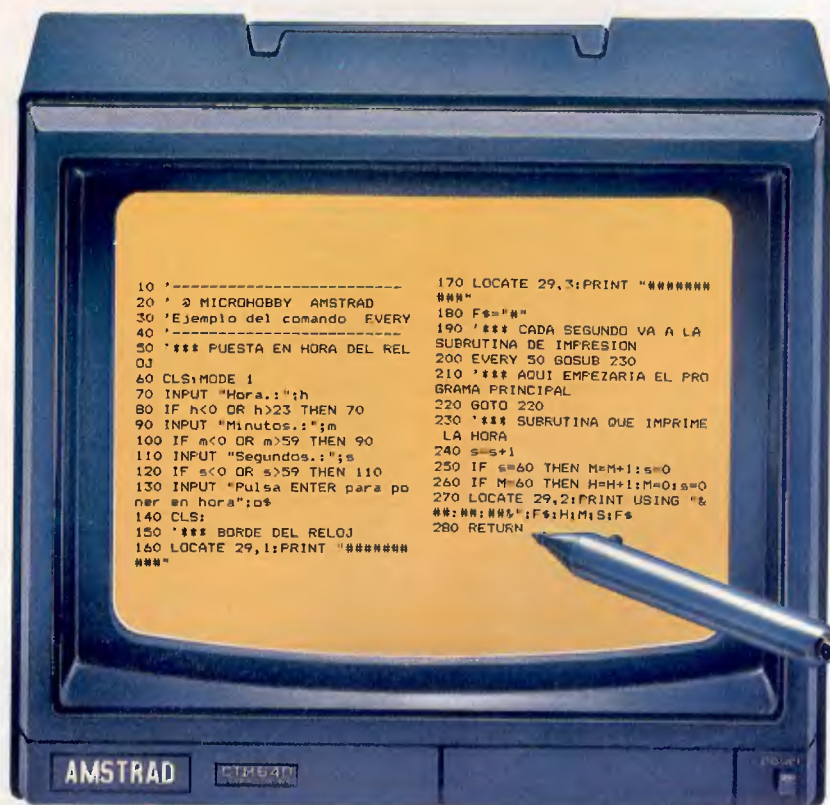 10 '--------------------------
20 ' @ MICROHOBBY  AMSTRAD
30 'Ejemplo del comando  EVERY
40 '--------------------------
50 '*** PUESTA EN HORA DEL REL
OJ
60 CLS:MODE 1
70 INPUT "Hora.:";h
80 IF h<0 OR h>23 THEN 70
90 INPUT "Minutos.:";m
100 IF m<0 OR m>59 THEN 90
110 INPUT "Segundos.:";s
120 IF s<0 OR s>59 THEN 110
130 INPUT "Pulsa ENTER para po
ner en hora";o$
140 CLS:
150 '*** BORDE DEL RELOJ
160 LOCATE 29,1:PRINT "#######
###"
170 LOCATE 29,3:PRINT "#######
###"
180 F$="#"
190 '*** CADA SEGUNDO VA A LA
SUBRUTINA DE IMPRESION
200 EVERY 50 GOSUB 230
210 '*** AQUI EMPEZARIA EL PRO
GRAMA PRINCIPAL
220 GOTO 220
230 '*** SUBRUTINA QUE IMPRIME
LA HORA
240 s=s+1
250 IF s=60 THEN M=M+1:s=0
260 IF M=60 THEN H=H+1:M=0:s=0
270 LOCATE 29,2:PRINT USING "&
##:##:##&";F$;H;M;S;F$
280 RETURN
AMSTRAD CTM640
POWER